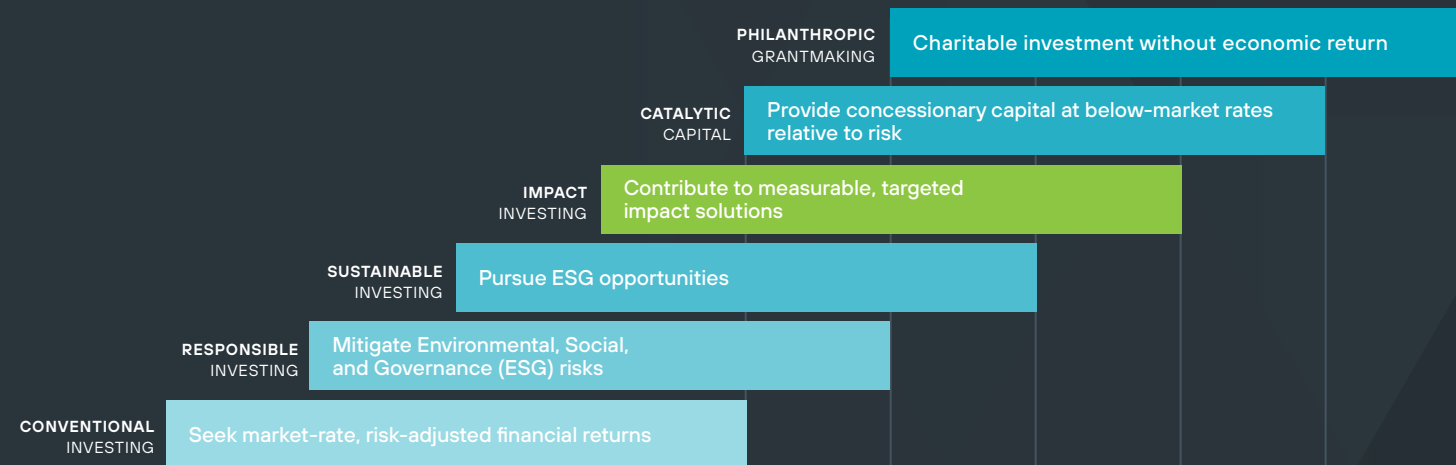 PHILANTHROPIC
GRANTMAKING
Charitable investment without economic return
CATALYTIC
CAPITAL
Provide concessionary capital at below-market rates
relative to risk
IMPACT
INVESTING
Contribute to measurable, targeted
impact solutions
SUSTAINABLE
INVESTING
Pursue ESG opportunities
RESPONSIBLE
INVESTING
Mitigate Environmental, Social,
and Governance (ESG) risks
CONVENTIONAL
INVESTING
Seek market-rate, risk-adjusted financial returns